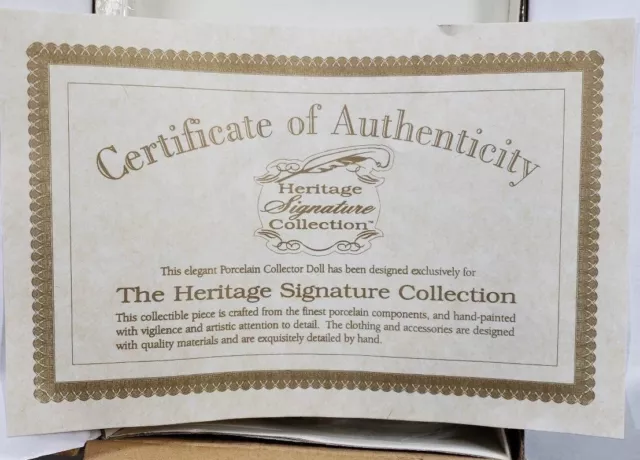 Certificate of Authenticity
Heritage
Signature
Collection™
This elegant Porcelain Collector Doll has been designed exclusively for
The Heritage Signature Collection
This collectible piece is crafted from the finest porcelain components, and hand-painted
with vigilence and artistic attention to detail. The clothing and accessories are designed
with quality materials and are exquisitely detailed by hand.